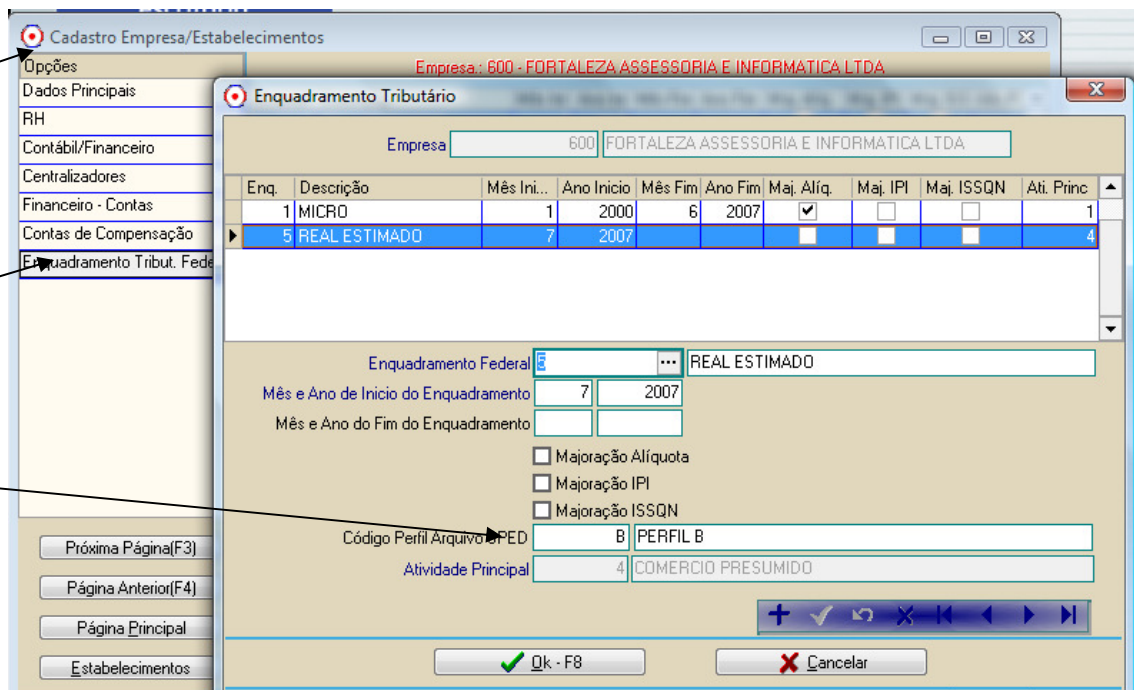 Cadastro Empresa/Estabelecimentos
Opções
Empresa.: 600 - FORTALEZA ASSESSORIA E INFORMATICA LTDA
Dados Principais
RH
Contábil/Financeiro
Centralizadores
Financeiro - Contas
Contas de Compensação
Enquadramento Tribut. Fede
Próxima Página(F3)
Página Anterior(F4)
Página Principal
Estabelecimentos
Enquadramento Tributário
Empresa 600 FORTALEZA ASSESSORIA E INFORMATICA LTDA
Enq. Descrição Mês Ini... Ano Inicio Mês Fim Ano Fim Maj. Alíq. Maj. IPI Maj. ISSQN Ati. Princ
1 MICRO 1 2000 6 2007 1
5 REAL ESTIMADO 7 2007 4
Enquadramento Federal 5 ... REAL ESTIMADO
Mês e Ano de Inicio do Enquadramento 7 2007
Mês e Ano do Fim do Enquadramento
Majoração Alíquota
Majoração IPI
Majoração ISSQN
Código Perfil Arquivo SPED B PERFIL B
Atividade Principal 4 COMERCIO PRESUMIDO
Ok - F8 Cancelar